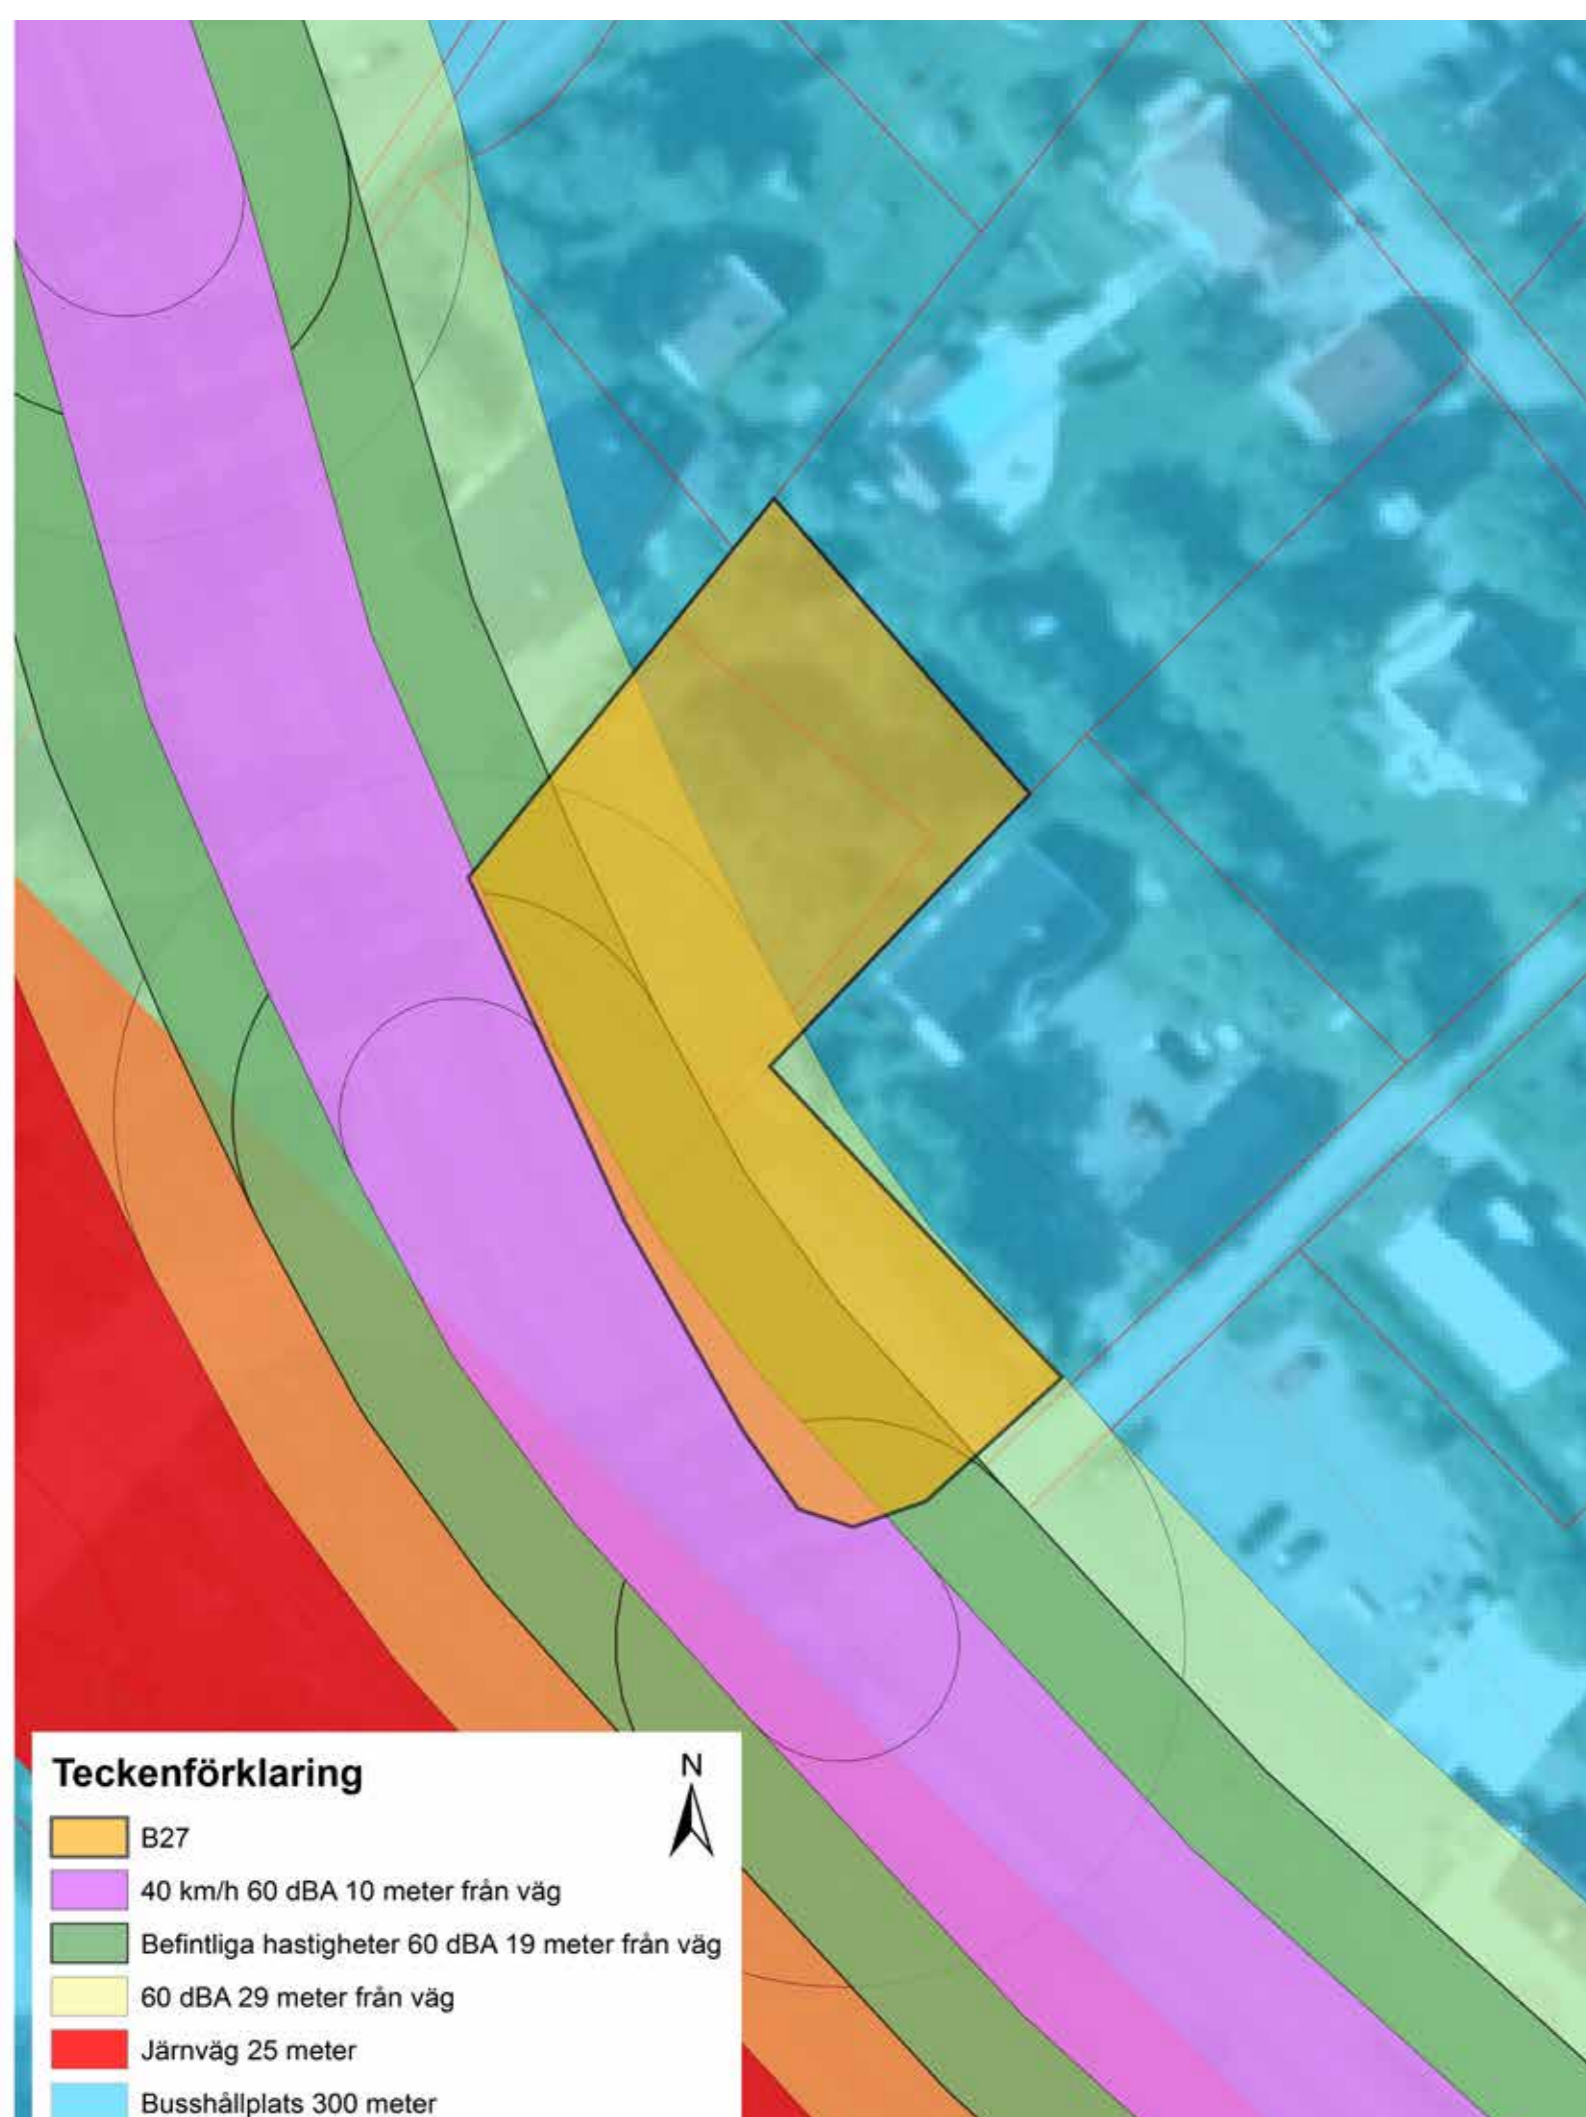 Teckenförklaring
N
B27
40 km/h 60 dBA 10 meter från väg
Befintliga hastigheter 60 dBA 19 meter från väg
60 dBA 29 meter från väg
Järnväg 25 meter
Busshållplats 300 meter